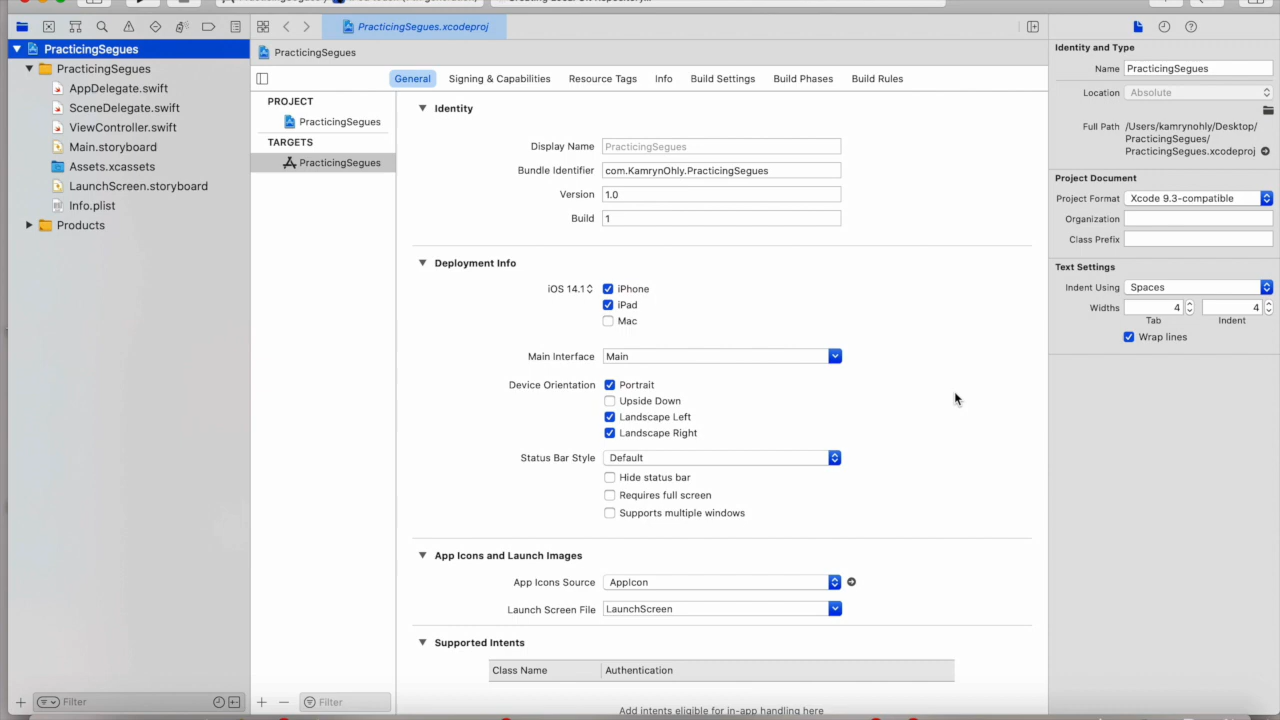 PracticingSegues.xcodeproj
PracticingSegues
PracticingSegues
AppDelegate.swift
SceneDelegate.swift
ViewController.swift
Main.storyboard
Assets.xcassets
LaunchScreen.storyboard
Info.plist
Products
Filter
PracticingSegues
General Signing & Capabilities Resource Tags Info Build Settings Build Phases Build Rules
PROJECT
PracticingSegues
TARGETS
PracticingSegues
Filter
Identity
Display Name PracticingSegues
Bundle Identifier com.KamrynOhly.PracticingSegues
Version 1.0
Build 1
Deployment Info
iOS 14.1 iPhone
iPad
Mac
Main Interface Main
Device Orientation Portrait
Upside Down
Landscape Left
Landscape Right
Status Bar Style Default
Hide status bar
Requires full screen
Supports multiple windows
App Icons and Launch Images
App Icons Source AppIcon
Launch Screen File LaunchScreen
Supported Intents
Class Name Authentication
Add intents eligible for in-app handling here
Identity and Type
Name PracticingSegues
Location Absolute
Full Path /Users/kamrynohly/Desktop/
PracticingSegues/
PracticingSegues.xcodeproj
Project Document
Project Format Xcode 9.3-compatible
Organization
Class Prefix
Text Settings
Indent Using Spaces
Widths 4 4
Tab Indent
Wrap lines